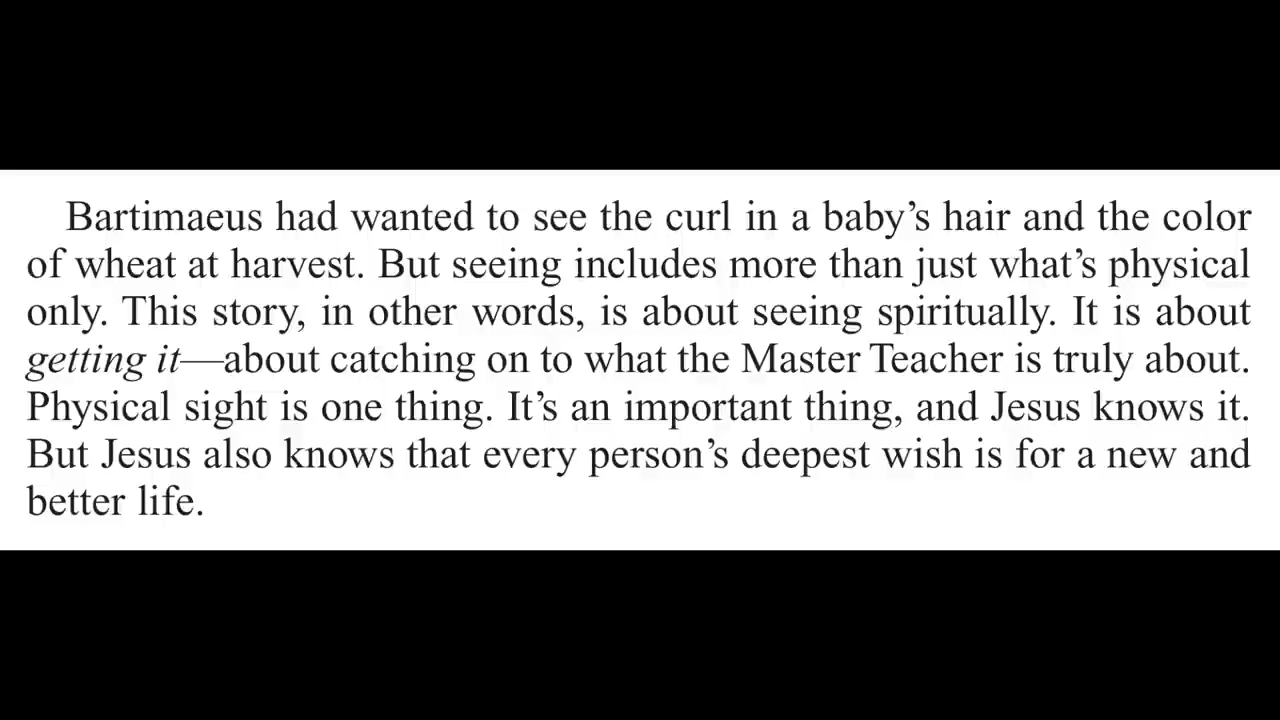 Bartimaeus had wanted to see the curl in a baby’s hair and the color
of wheat at harvest. But seeing includes more than just what’s physical
only. This story, in other words, is about seeing spiritually. It is about
getting it—about catching on to what the Master Teacher is truly about.
Physical sight is one thing. It’s an important thing, and Jesus knows it.
But Jesus also knows that every person’s deepest wish is for a new and
better life.